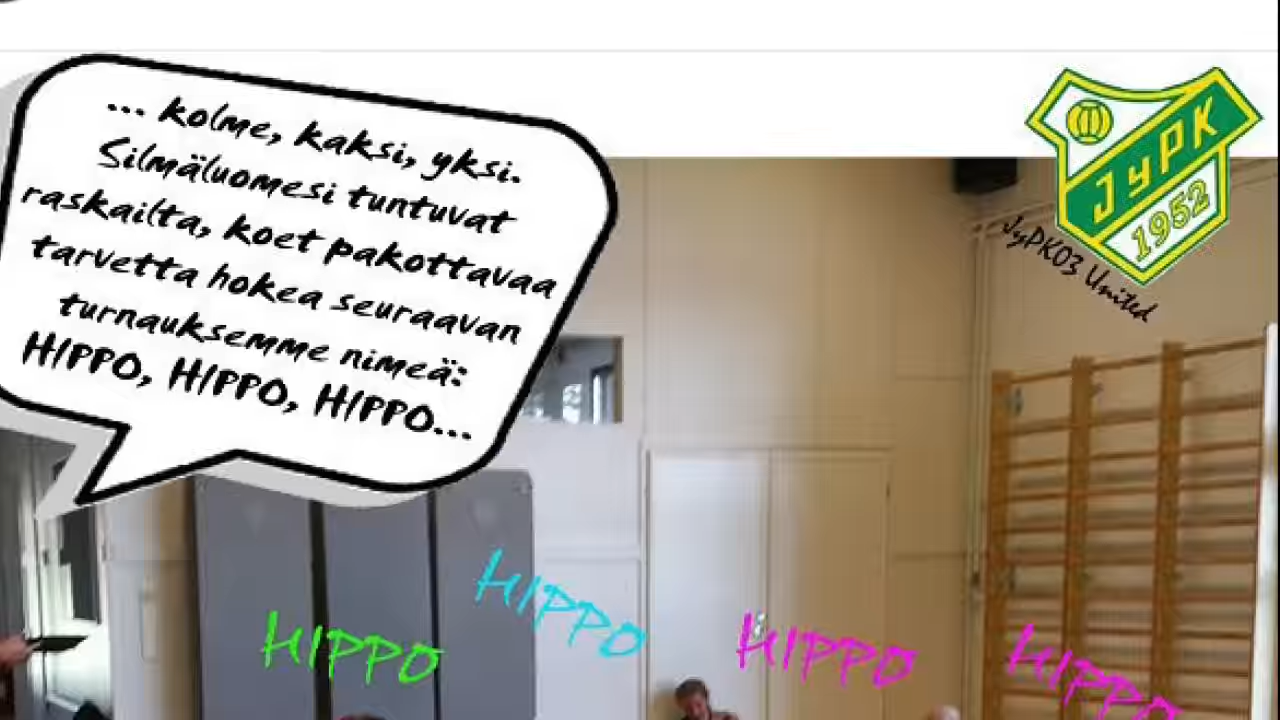 ... kolme, kaksi, yksi.
Silmäluomesi tuntuvat
raskailta, koet pakottavaa
tarvetta hokea seuraavan
turnauksemme nimeä:
HIPPO, HIPPO, HIPPO...
JyPK
1952
JyPK03 United
HIPPO
HIPPO
HIPPO
HIPPO